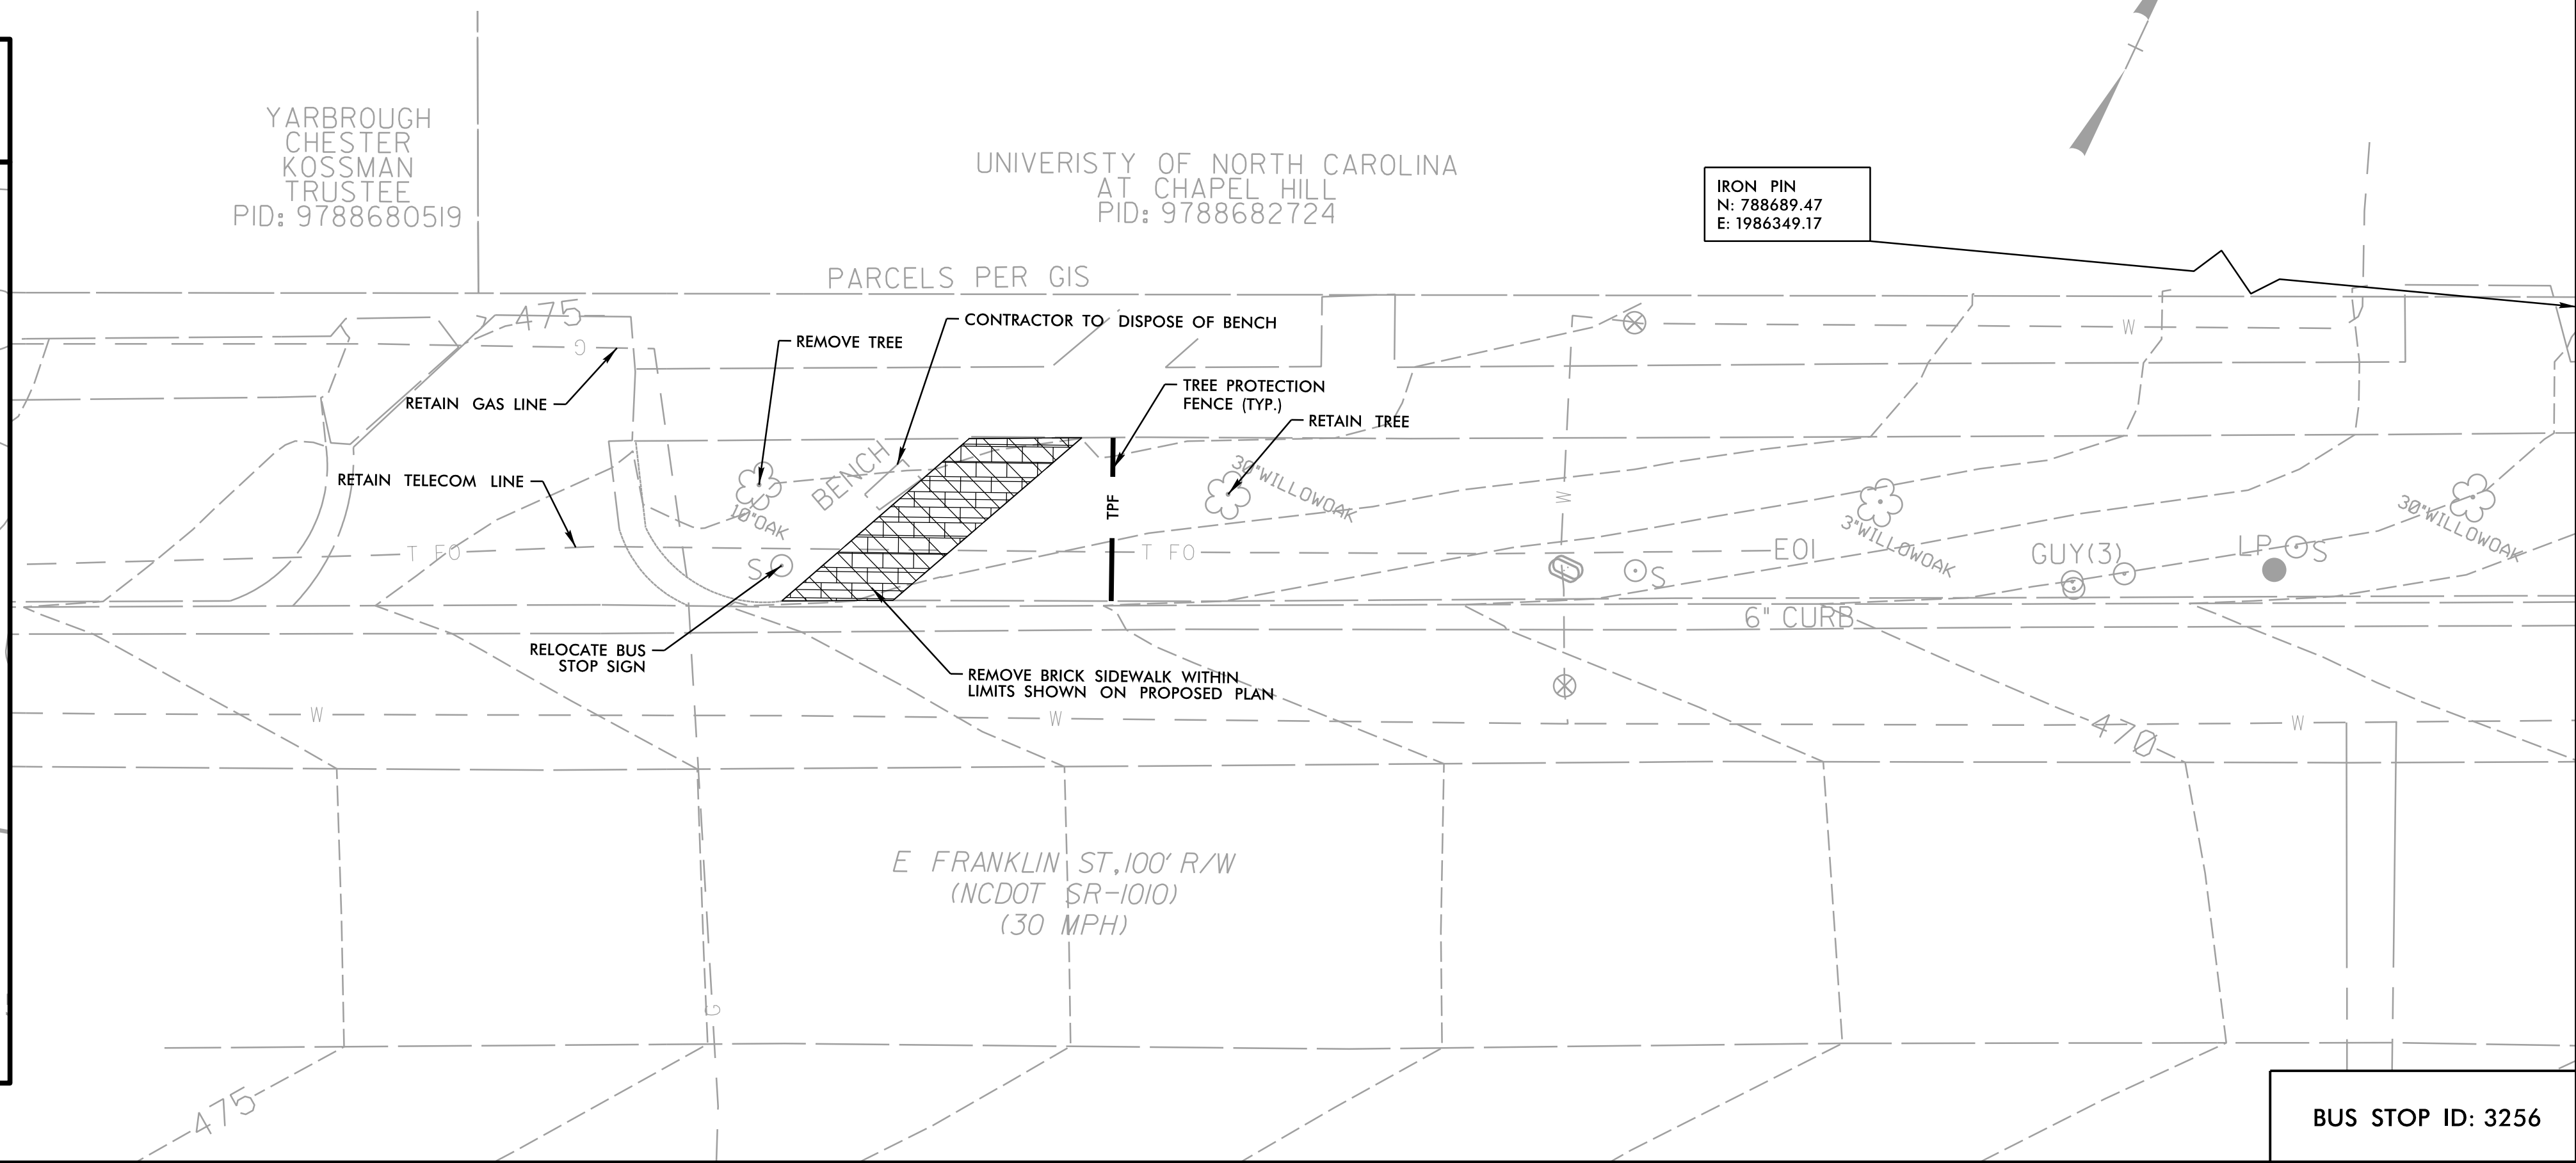 YARBROUGH
CHESTER
KOSSMAN
TRUSTEE
PID: 9788680519
UNIVERISTY OF NORTH CAROLINA
AT CHAPEL HILL
PID: 9788682724
IRON PIN
N: 788689.47
E: 1986349.17
PARCELS PER GIS
475
G
CONTRACTOR TO DISPOSE OF BENCH
REMOVE TREE
W
RETAIN GAS LINE
TREE PROTECTION
FENCE (TYP.)
RETAIN TREE
RETAIN TELECOM LINE
BENCH
10"OAK
TPF
30"WILLOWOAK
W
3"WILLOWOAK
30"WILLOWOAK
T FO
T FO
EOI
GUY(3)
LP
S
S
S
6" CURB
RELOCATE BUS
STOP SIGN
REMOVE BRICK SIDEWALK WITHIN
LIMITS SHOWN ON PROPOSED PLAN
W
W
W
470
E FRANKLIN ST,100' R/W
(NCDOT SR-1010)
(30 MPH)
G
475
BUS STOP ID: 3256